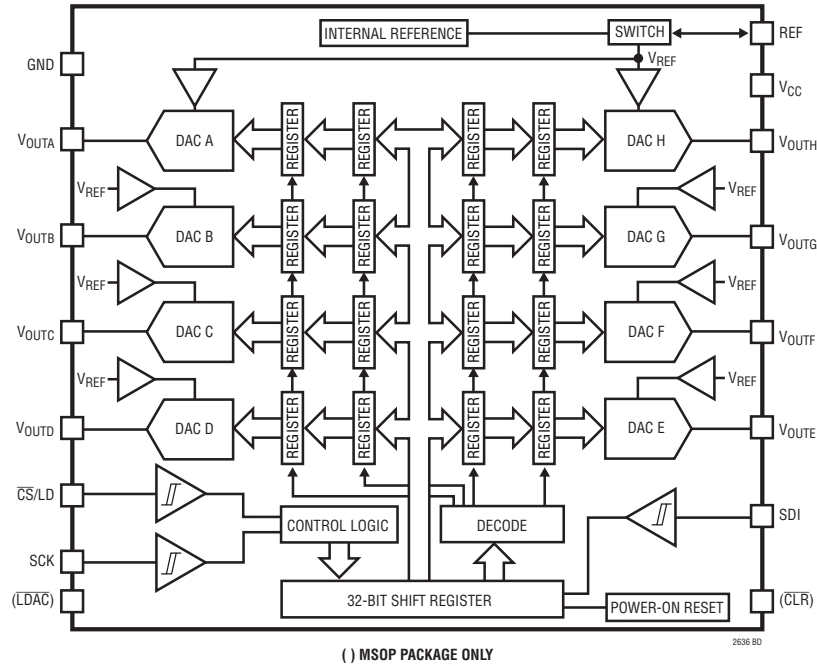 INTERNAL REFERENCE
SWITCH
REF
GND
VREF
VCC
REGISTER
REGISTER
REGISTER
REGISTER
VOUTA
DAC A
DAC H
VOUTH
VREF
VREF
REGISTER
REGISTER
REGISTER
REGISTER
VOUTB
DAC B
DAC G
VOUTG
VREF
VREF
REGISTER
REGISTER
REGISTER
REGISTER
VOUTC
DAC C
DAC F
VOUTF
VREF
VREF
REGISTER
REGISTER
REGISTER
REGISTER
VOUTD
DAC D
DAC E
VOUTE
C̅S̅/LD
CONTROL LOGIC
DECODE
SDI
SCK
(L̅D̅A̅C̅)
32-BIT SHIFT REGISTER
POWER-ON RESET
(C̅L̅R̅)
2636 BD
( ) MSOP PACKAGE ONLY